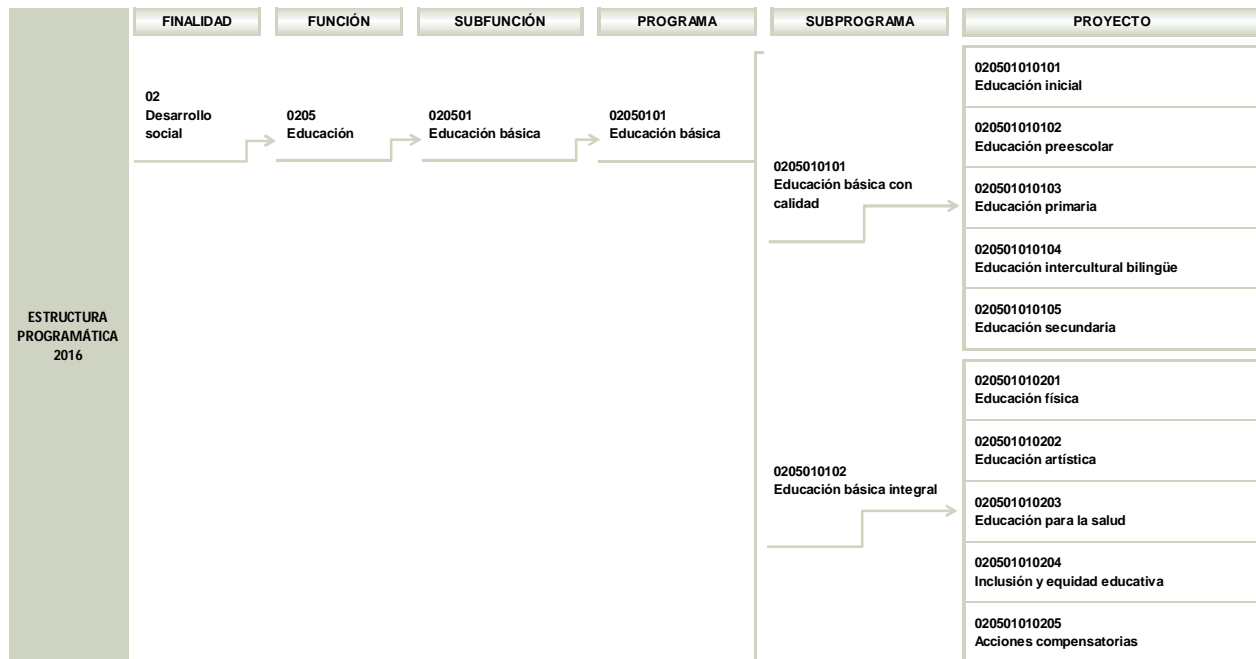 FINALIDAD
FUNCIÓN
SUBFUNCIÓN
PROGRAMA
SUBPROGRAMA
PROYECTO
ESTRUCTURA
PROGRAMÁTICA
2016
02
Desarrollo
social
0205
Educación
020501
Educación básica
02050101
Educación básica
0205010101
Educación básica con
calidad
020501010101
Educación inicial
020501010102
Educación preescolar
020501010103
Educación primaria
020501010104
Educación intercultural bilingüe
020501010105
Educación secundaria
0205010102
Educación básica integral
020501010201
Educación física
020501010202
Educación artística
020501010203
Educación para la salud
020501010204
Inclusión y equidad educativa
020501010205
Acciones compensatorias